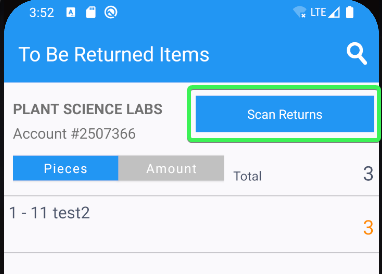 3:52 LTE
To Be Returned Items
PLANT SCIENCE LABS
Scan Returns
Account #2507366
Pieces Amount Total 3
1 - 11 test2
3